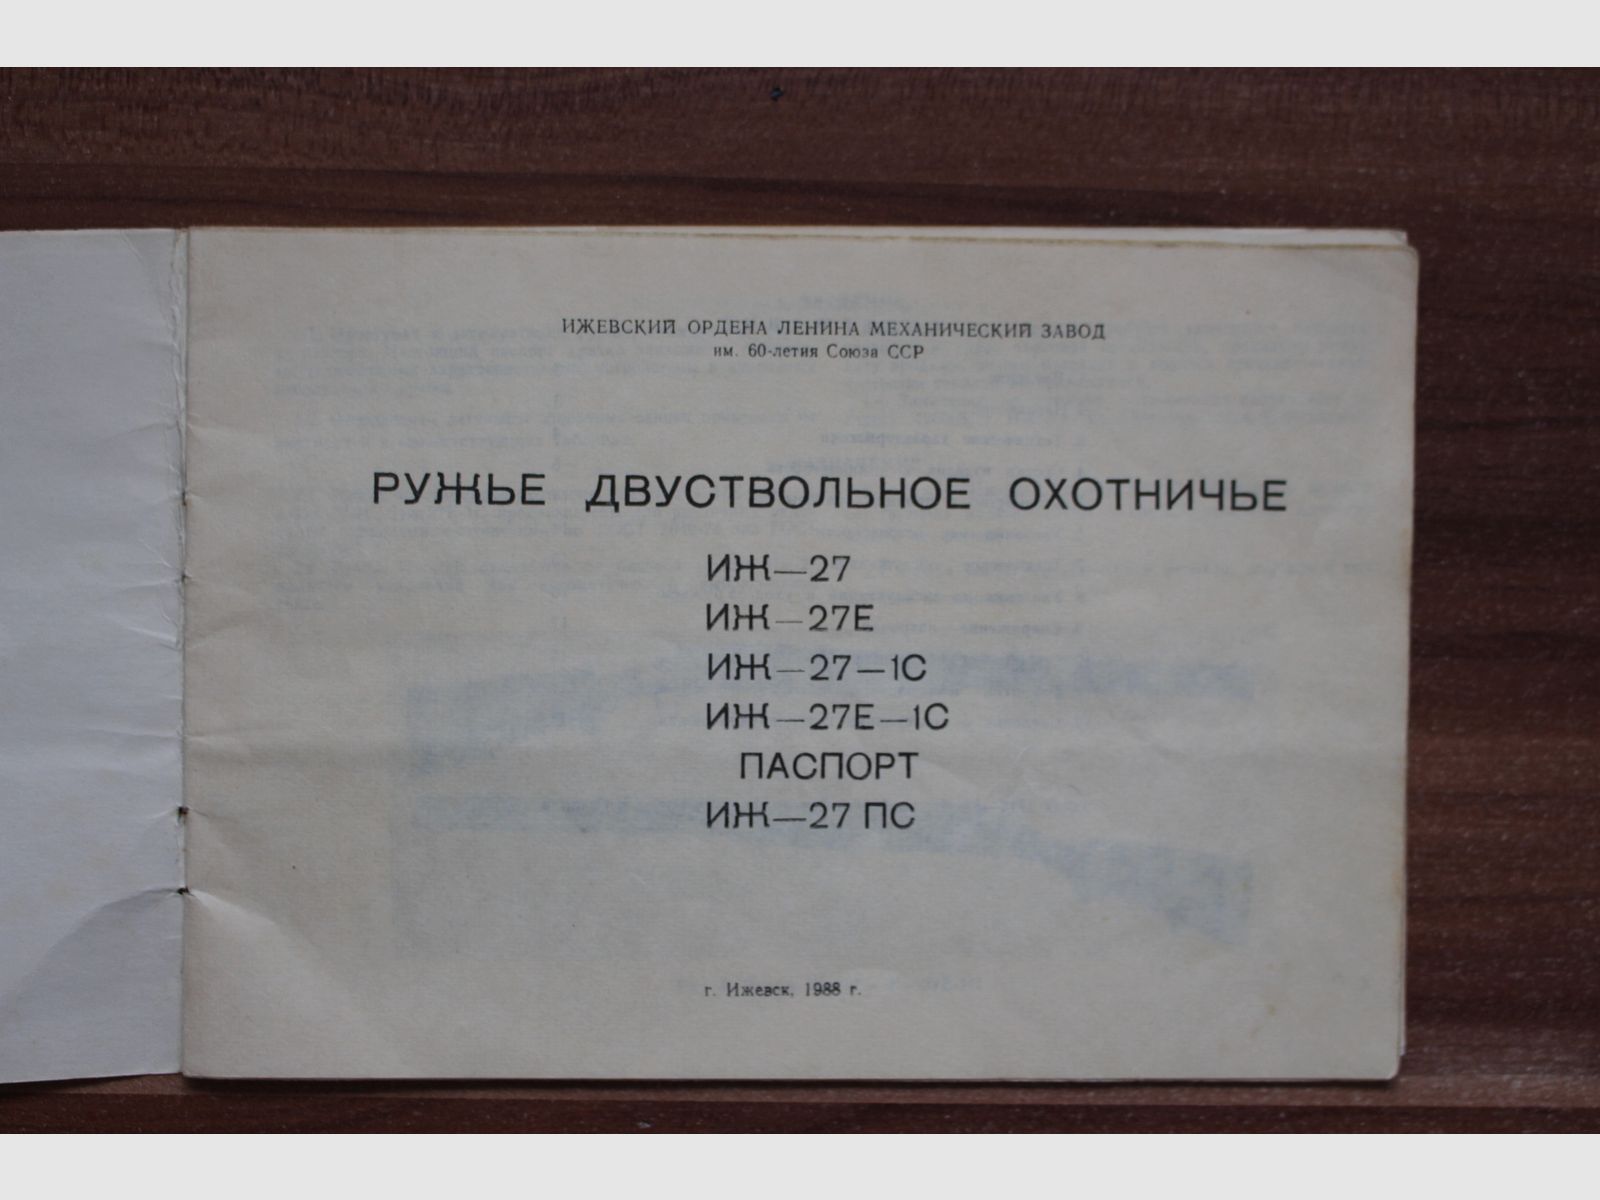 ИЖЕВСКИЙ ОРДЕНА ЛЕНИНА МЕХАНИЧЕСКИЙ ЗАВОД
им. 60-летия Союза ССР
РУЖЬЕ ДВУСТВОЛЬНОЕ ОХОТНИЧЬЕ
ИЖ—27
ИЖ—27Е
ИЖ—27—1С
ИЖ—27Е—1С
ПАСПОРТ
ИЖ—27 ПС
г. Ижевск, 1988 г.